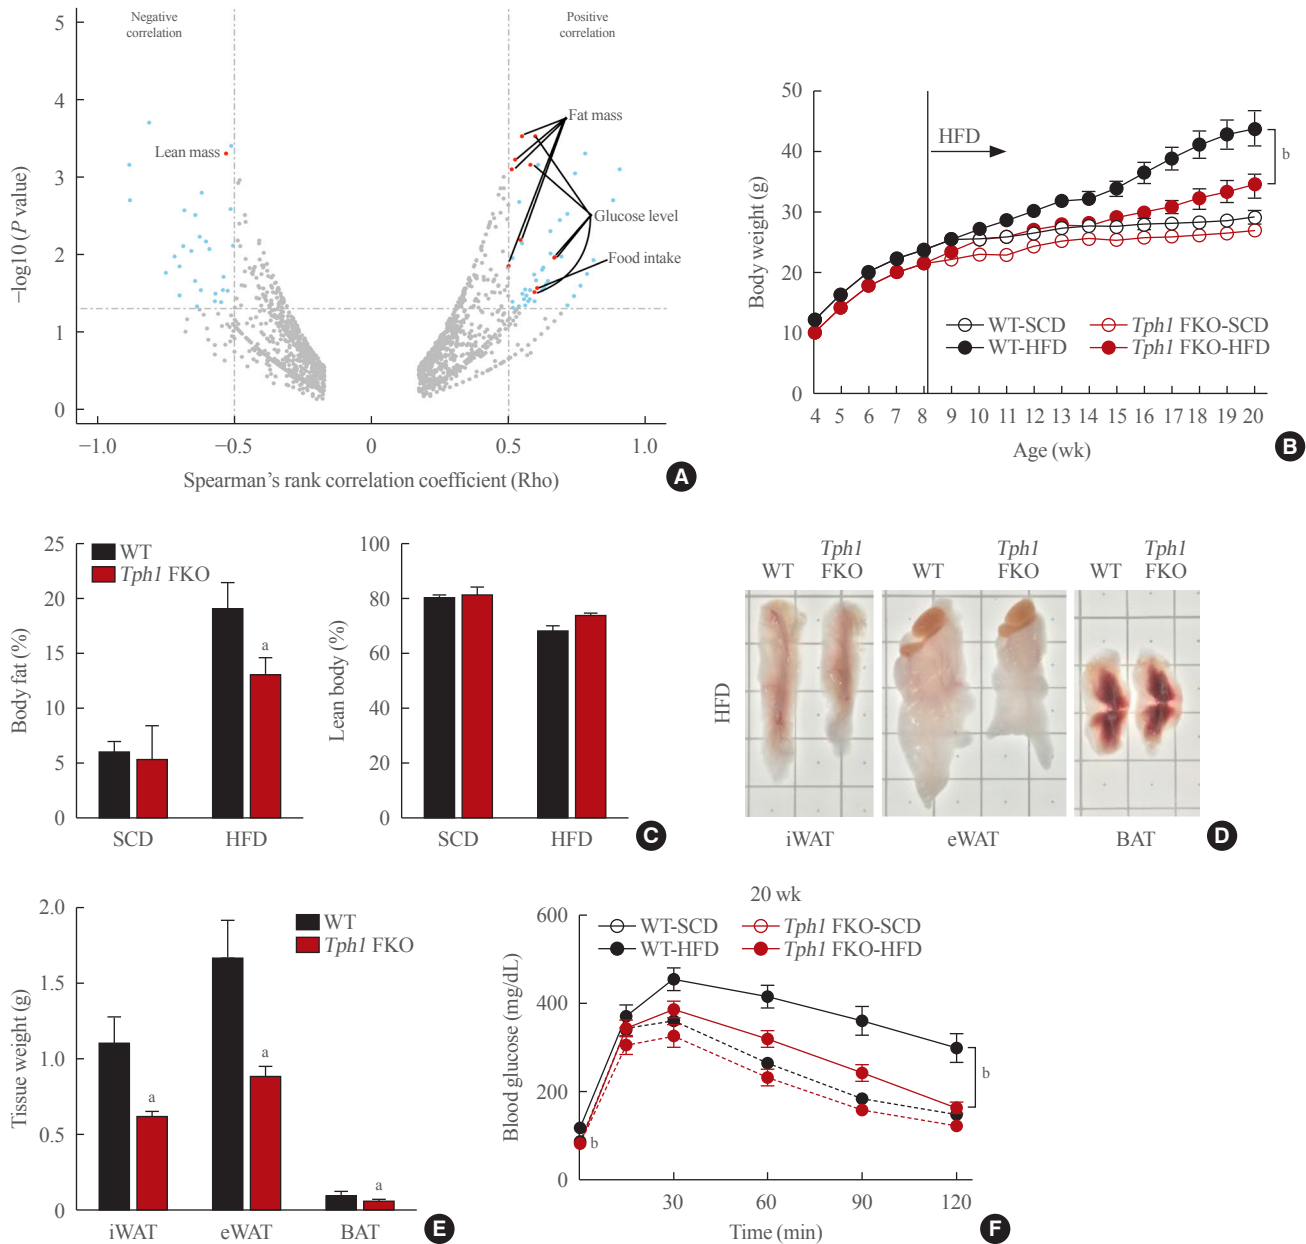 Negative
correlation
Positive
correlation
5
4
3
2
1
0
−log10 (P value)
Lean mass
Fat mass
Glucose level
Food intake
−1.0
−0.5
0
0.5
1.0
Spearman's rank correlation coefficient (Rho)
A
50
40
30
20
10
0
Body weight (g)
HFD
b
WT-SCD
Tph1 FKO-SCD
WT-HFD
Tph1 FKO-HFD
4 5 6 7 8 9 10 11 12 13 14 15 16 17 18 19 20
Age (wk)
B
25
20
15
10
5
0
Body fat (%)
WT
Tph1 FKO
a
SCD
HFD
100
80
60
40
20
0
Lean body (%)
SCD
HFD
C
WT
Tph1
FKO
WT
Tph1
FKO
WT
Tph1
FKO
HFD
iWAT
eWAT
BAT
D
2.0
1.5
1.0
0.5
0
Tissue weight (g)
WT
Tph1 FKO
a
a
a
iWAT
eWAT
BAT
E
20 wk
600
400
200
0
Blood glucose (mg/dL)
WT-SCD
Tph1 FKO-SCD
WT-HFD
Tph1 FKO-HFD
b
b
30
60
90
120
Time (min)
F